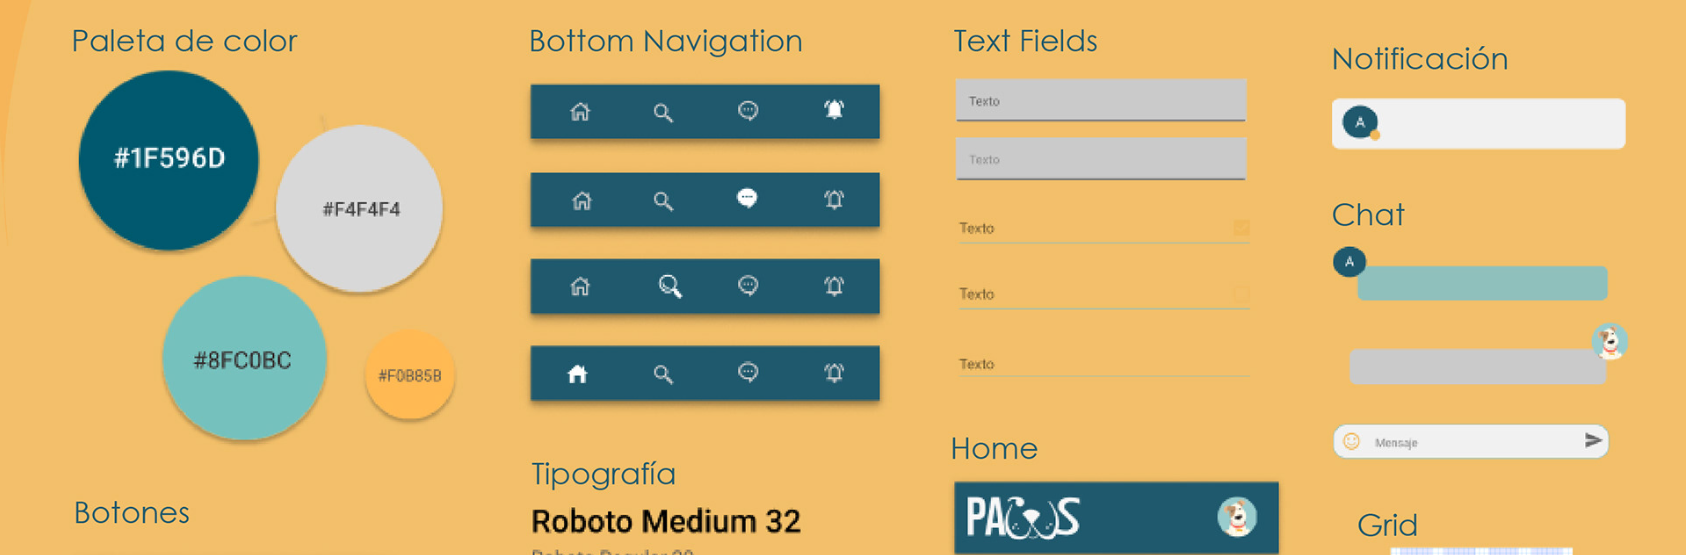 Paleta de color
#1F596D
#F4F4F4
#8FC0BC
#F0B85B
Botones
Bottom Navigation
Tipografía
Roboto Medium 32
Text Fields
Texto
Texto
Texto
Texto
Texto
Home
PAWS
Notificación
A
Chat
A
Mensaje
Grid